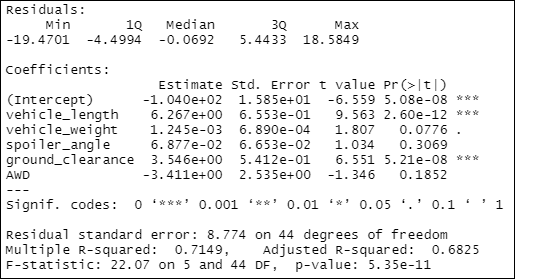 Residuals:
     Min       1Q   Median       3Q      Max
-19.4701  -4.4994  -0.0692   5.4433  18.5849
Coefficients:
                   Estimate Std. Error t value Pr(>|t|)
(Intercept)      -1.040e+02  1.585e+01  -6.559 5.08e-08 ***
vehicle_length    6.267e+00  6.553e-01   9.563 2.60e-12 ***
vehicle_weight    1.245e-03  6.890e-04   1.807   0.0776 .
spoiler_angle     6.877e-02  6.653e-02   1.034   0.3069
ground_clearance  3.546e+00  5.412e-01   6.551 5.21e-08 ***
AWD              -3.411e+00  2.535e+00  -1.346   0.1852
---
Signif. codes:  0 ‘***’ 0.001 ‘**’ 0.01 ‘*’ 0.05 ‘.’ 0.1 ‘ ’ 1
Residual standard error: 8.774 on 44 degrees of freedom
Multiple R-squared:  0.7149,    Adjusted R-squared:  0.6825
F-statistic: 22.07 on 5 and 44 DF,  p-value: 5.35e-11